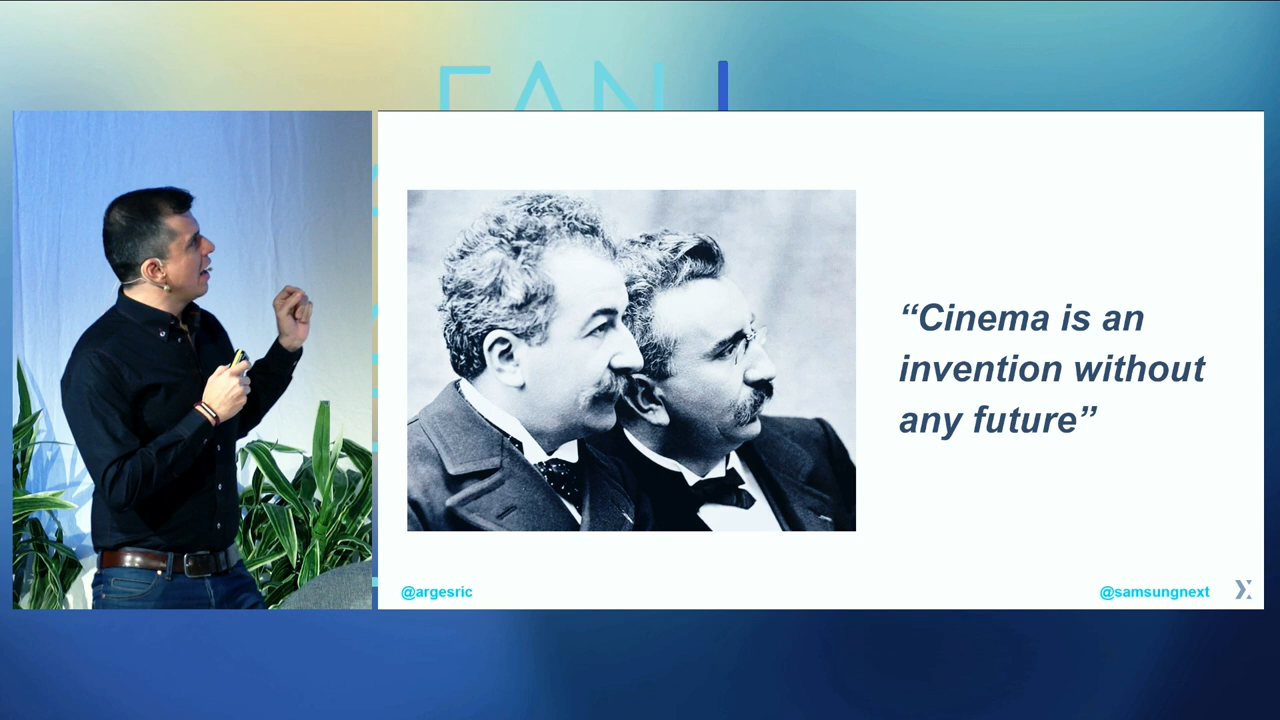 “Cinema is an
invention without
any future”
@argesric
@samsungnext